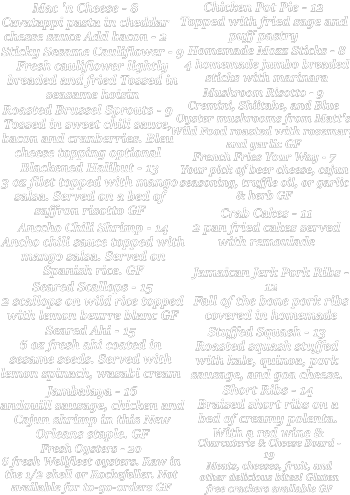 Mac 'n Cheese - 6
Cavatappi pasta in cheddar
cheese sauce Add bacon - 2
Sticky Sesame Cauliflower - 9
Fresh cauliflower lightly
breaded and fried Tossed in
seasame hoisin
Roasted Brussel Sprouts - 9
Tossed in sweet chili sauce,
bacon and cranberries. Bleu
cheese topping optional
Blackened Halibut - 13
3 oz filet topped with mango
salsa. Served on a bed of
saffron risotto GF
Ancho Chili Shrimp - 14
Ancho chili sauce topped with
mango salsa. Served on
Spanish rice. GF
Seared Scallops - 15
2 scallops on wild rice topped
with lemon beurre blanc GF
Seared Ahi - 15
6 oz fresh ahi coated in
sesame seeds. Served with
lemon spinach, wasabi cream
Jambalaya - 16
andouili sausage, chicken and
Cajun shrimp in this New
Orleans staple. GF
Fresh Oysters - 20
6 fresh Wellfleet oysters. Raw in
the 1/2 shell or Rockefeller. Not
available for to-go-orders GF
Chicken Pot Pie - 12
Topped with fried sage and
puff pastry
Homemade Mozz Sticks - 8
4 homemade jumbo breaded
sticks with marinara
Mushroom Risotto - 9
Cremini, Shiitake, and Blue
Oyster mushrooms from Matt's
Wild Food roasted with rosemary
and garlic GF
French Fries Your Way - 7
Your pick of beer cheese, cajun
seasoning, truffle oil, or garlic
& herb GF
Crab Cakes - 11
2 pan fried cakes served
with remoulade
Jamaican Jerk Pork Ribs -
12
Fall of the bone pork ribs
covered in homemade
Stuffed Squash - 13
Roasted squash stuffed
with kale, quinoa, pork
sausage, and goa cheese.
Short Ribs - 14
Braised short ribs on a
bed of creamy polenta.
With a red wine &
Charcuterie & Cheese Board -
19
Meats, cheeses, fruit, and
other delicious bites! Gluten
free crackers available GF